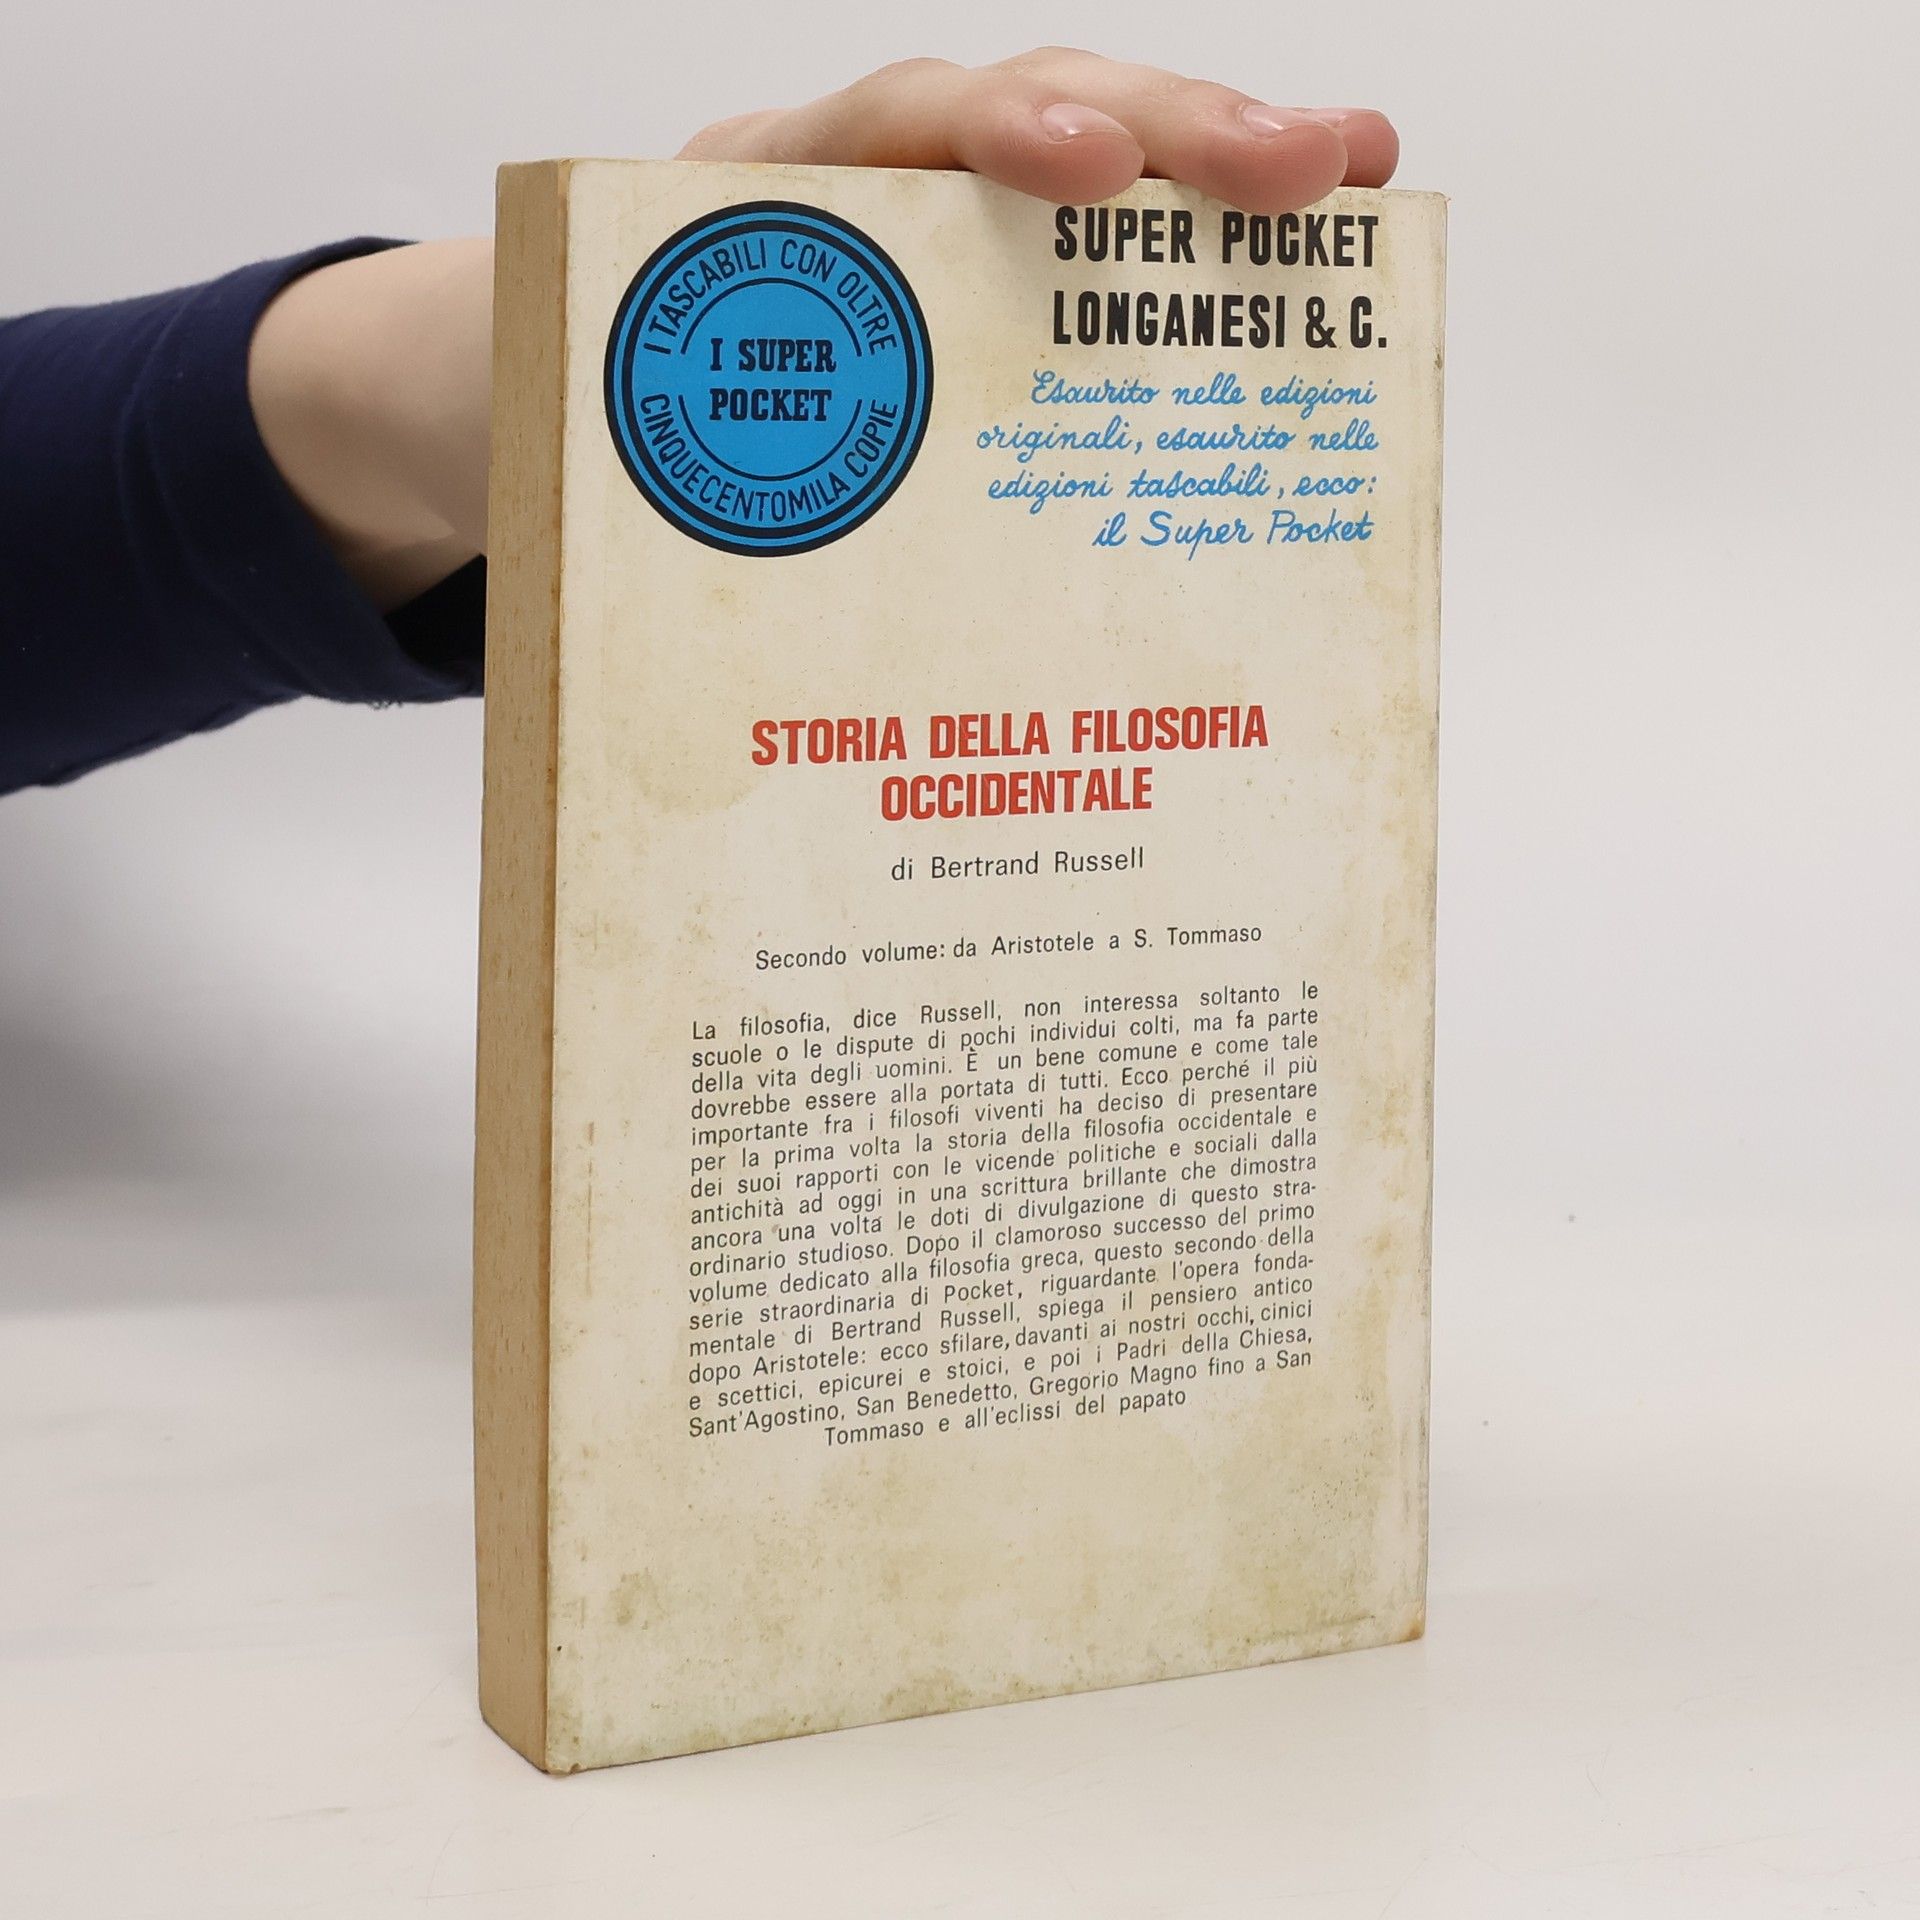 I TASCABILI CON OLTRE
I SUPER
POCKET
CINQUECENTOMILA COPIE
SUPER POCKET
LONGANESI & C.
Esaurito nelle edizioni
originali, esaurito nelle
edizioni tascabili, ecco:
il Super Pocket
STORIA DELLA FILOSOFIA
OCCIDENTALE
di Bertrand Russell
Secondo volume: da Aristotele a S. Tommaso
La filosofia, dice Russell, non interessa soltanto le
scuole o le dispute di pochi individui colti, ma fa parte
della vita degli uomini. È un bene comune e come tale
dovrebbe essere alla portata di tutti. Ecco perché il più
importante fra i filosofi viventi ha deciso di presentare
per la prima volta la storia della filosofia occidentale e
dei suoi rapporti con le vicende politiche e sociali dalla
antichità ad oggi in una scrittura brillante che dimostra
ancora una volta le doti di divulgazione di questo stra-
ordinario studioso. Dopo il clamoroso successo del primo
volume dedicato alla filosofia greca, questo secondo della
serie straordinaria di Pocket, riguardante l'opera fonda-
mentale di Bertrand Russell, spiega il pensiero antico
dopo Aristotele: ecco sfilare, davanti ai nostri occhi, cinici
e scettici, epicurei e stoici, e poi i Padri della Chiesa,
Sant'Agostino, San Benedetto, Gregorio Magno fino a San
Tommaso e all'eclissi del papato